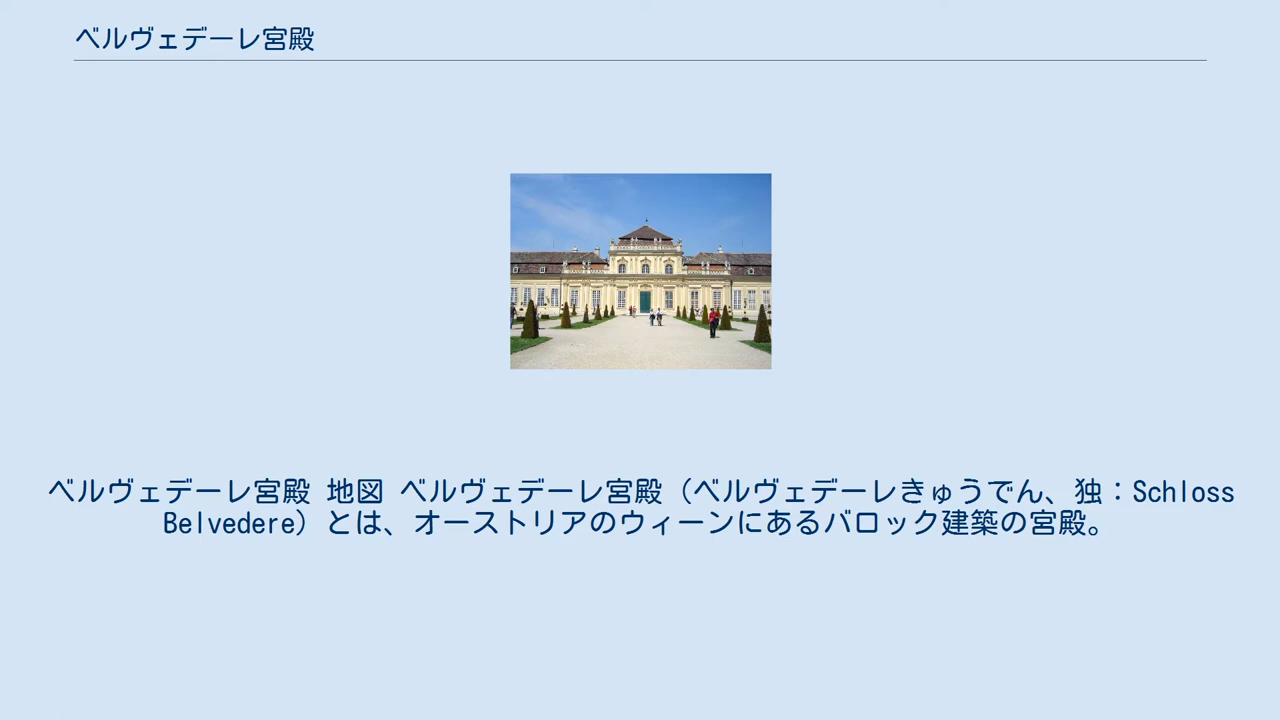 ベルヴェデーレ宮殿
ベルヴェデーレ宮殿 地図 ベルヴェデーレ宮殿（ベルヴェデーレきゅうでん、独：Schloss
Belvedere）とは、オーストリアのウィーンにあるバロック建築の宮殿。